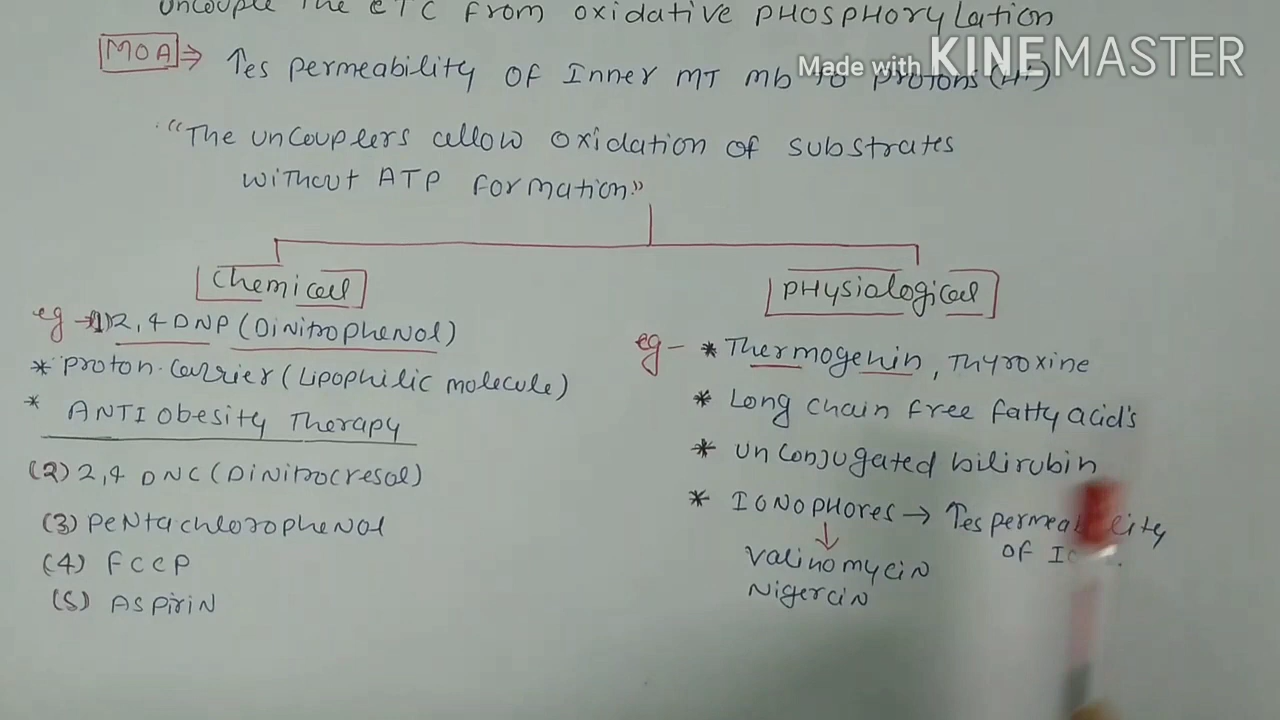 uncouple the ETC from oxidative PHOSPHORYLATION
Made with KINEMASTER
MOA ⇒ ↑es permeability of Inner MT mb to protons (H+)
"The uncouplers allow oxidation of substrates
without ATP formation"
Chemical
PHYsiological
eg → 1) 2,4 DNP (Dinitrophenol)
* proton carrier (Lipophilic molecule)
* ANTI Obesity Therapy
(2) 2,4 DNC (Dinitrocresol)
(3) pentachlorophenol
(4) FCCP
(5) ASpirin
eg - * Thermogenin, Thyroxine
* Long chain free fatty acid's
* unconjugated bilirubin
* IONOPHORES → ↑es permeability
of
↓
Valinomycin
Nigercin